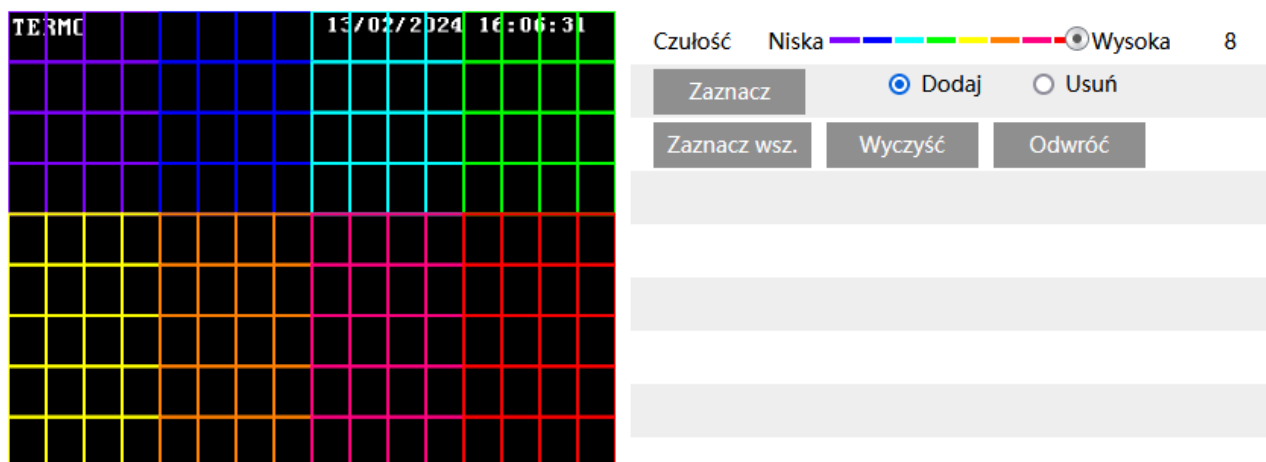 TERMO 13/02/2024 16:06:31
Czułość Niska Wysoka 8
Zaznacz Dodaj Usuń
Zaznacz wsz. Wyczyść Odwróć